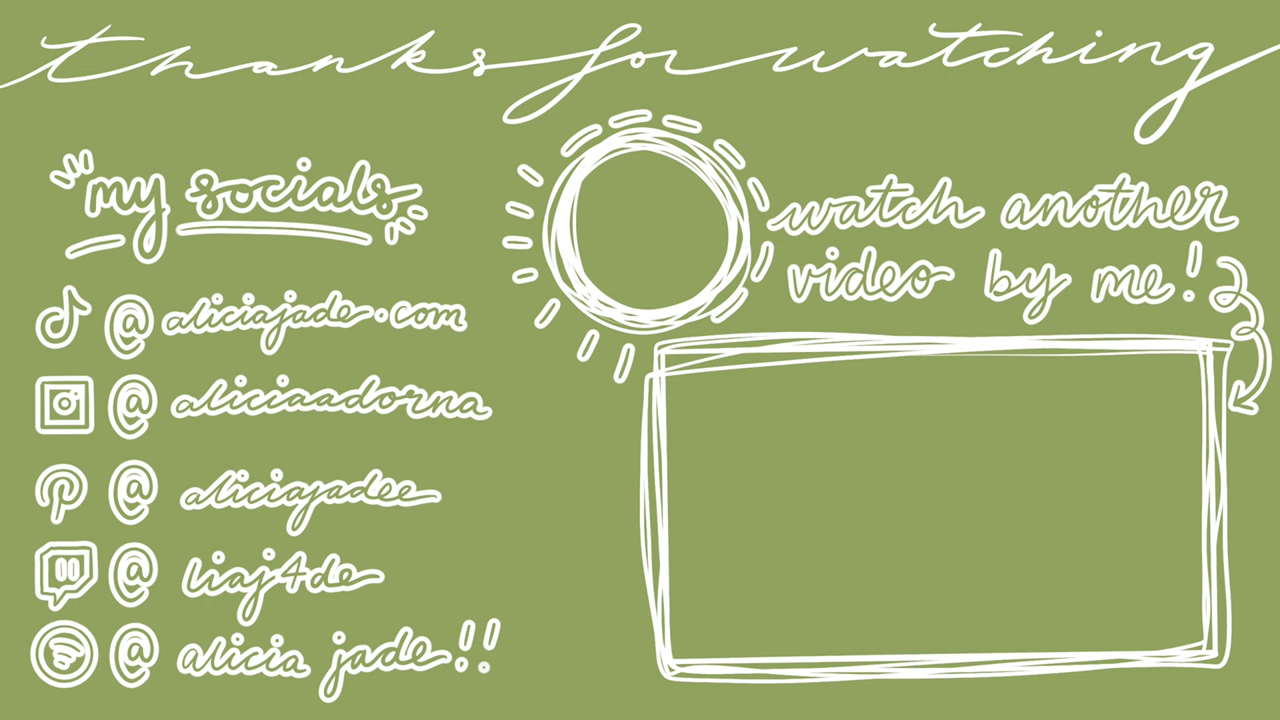 thanks for watching
my socials
@aliciajade.com
@aliciaadorna
@aliciajadee
@liaj4de
@alicia jade!!
watch another
video by me!